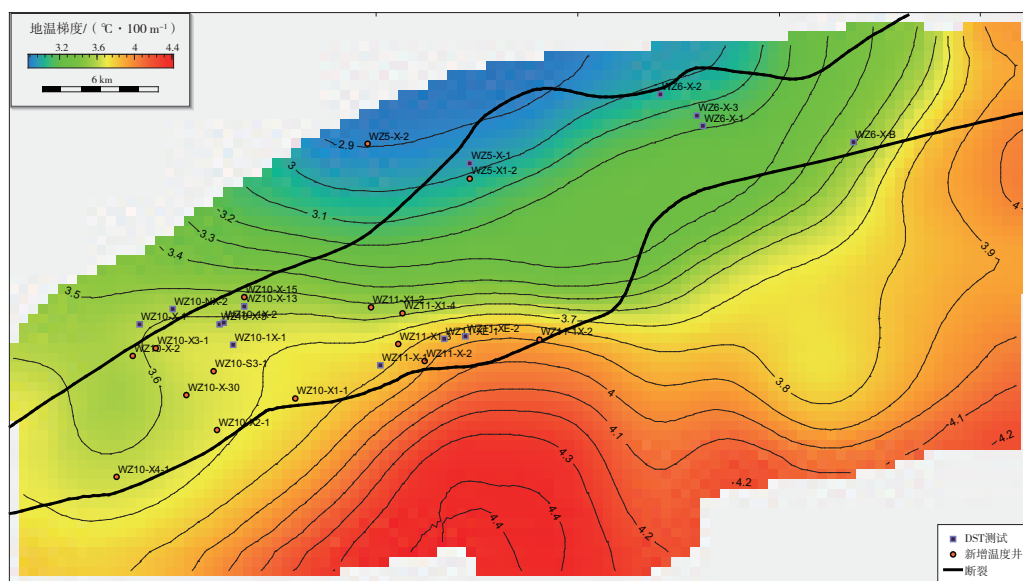 地温梯度/（℃·100 m⁻¹）
3.2 3.6 4 4.4
6 km
WZ6-X-2
WZ6-X-3
WZ6-X-1
WZ5-X-2
WZ6-X-B
2.9
WZ5-X-1
WZ5-X1-2
3
3.1
3.2
3.3
3.9
3.4
3.5
WZ10-X-15
WZ10-NX-2
WZ10-X-13
WZ11-X1-2
WZ11-X1-4
3.7
WZ10-1X-2
WZ11-XE-2
WZ10-X3-1
WZ10-1X-1
WZ10-X-2
WZ11-X-2
WZ10-S3-1
3.6
3.8
WZ10-X-30
WZ10-X1-1
4
WZ10-X2-1
4.1
4.1
4.2
4.3
WZ10-X4-1
4.2
4.4
4.4
4.2
DST测试
新增温度井
断裂